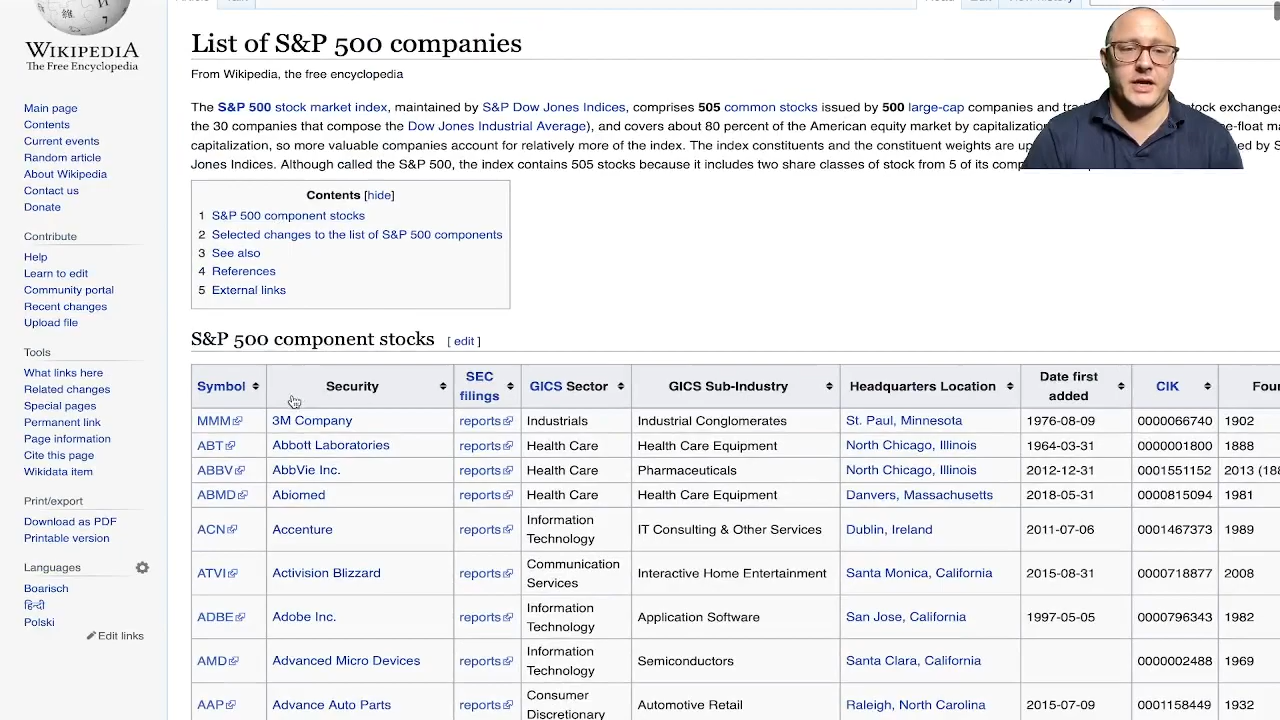 WIKIPEDIA
The Free Encyclopedia
Main page
Contents
Current events
Random article
About Wikipedia
Contact us
Donate
Contribute
Help
Learn to edit
Community portal
Recent changes
Upload file
Tools
What links here
Related changes
Special pages
Permanent link
Page information
Cite this page
Wikidata item
Print/export
Download as PDF
Printable version
Languages
Boarisch
हिन्दी
Polski
Edit links
List of S&P 500 companies
From Wikipedia, the free encyclopedia
The S&P 500 stock market index, maintained by S&P Dow Jones Indices, comprises 505 common stocks issued by 500 large-cap companies and stock exchanges
the 30 companies that compose the Dow Jones Industrial Average), and covers about 80 percent of the American equity market by capitalization
capitalization, so more valuable companies account for relatively more of the index. The index constituents and the constituent weights are by S
Jones Indices. Although called the S&P 500, the index contains 505 stocks because it includes two share classes of stock from 5 of its
Contents [hide]
1 S&P 500 component stocks
2 Selected changes to the list of S&P 500 components
3 See also
4 References
5 External links
S&P 500 component stocks [ edit ]
Symbol Security SEC filings GICS Sector GICS Sub-Industry Headquarters Location Date first added CIK Foun
MMM 3M Company reports Industrials Industrial Conglomerates St. Paul, Minnesota 1976-08-09 0000066740 1902
ABT Abbott Laboratories reports Health Care Health Care Equipment North Chicago, Illinois 1964-03-31 0000001800 1888
ABBV AbbVie Inc. reports Health Care Pharmaceuticals North Chicago, Illinois 2012-12-31 0001551152 2013 (188
ABMD Abiomed reports Health Care Health Care Equipment Danvers, Massachusetts 2018-05-31 0000815094 1981
ACN Accenture reports Information Technology IT Consulting & Other Services Dublin, Ireland 2011-07-06 0001467373 1989
ATVI Activision Blizzard reports Communication Services Interactive Home Entertainment Santa Monica, California 2015-08-31 0000718877 2008
ADBE Adobe Inc. reports Information Technology Application Software San Jose, California 1997-05-05 0000796343 1982
AMD Advanced Micro Devices reports Information Technology Semiconductors Santa Clara, California 0000002488 1969
AAP Advance Auto Parts reports Consumer Discretionary Automotive Retail Raleigh, North Carolina 2015-07-09 0001158449 1932